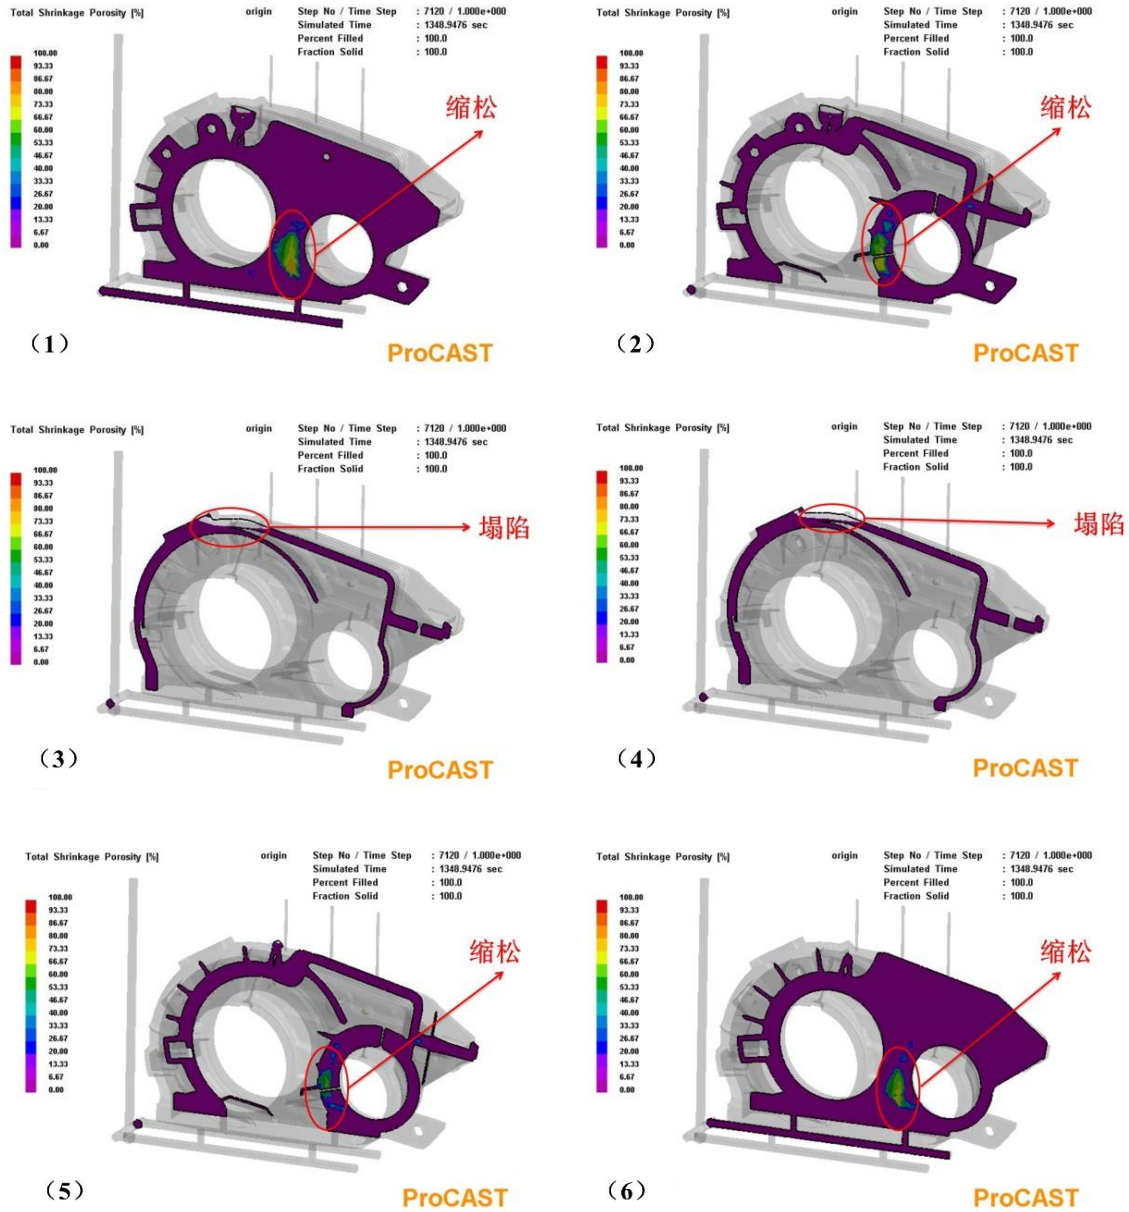 Total Shrinkage Porosity [%]
origin
Step No / Time Step : 7120 / 1.000e+000
Simulated Time : 1348.9476 sec
Percent Filled : 100.0
Fraction Solid : 100.0
100.00
93.33
86.67
80.00
73.33
66.67
60.00
53.33
46.67
40.00
33.33
26.67
20.00
13.33
6.67
0.00
缩松
(1)
ProCAST
Total Shrinkage Porosity [%]
origin
Step No / Time Step : 7120 / 1.000e+000
Simulated Time : 1348.9476 sec
Percent Filled : 100.0
Fraction Solid : 100.0
100.00
93.33
86.67
80.00
73.33
66.67
60.00
53.33
46.67
40.00
33.33
26.67
20.00
13.33
6.67
0.00
缩松
(2)
ProCAST
Total Shrinkage Porosity [%]
origin
Step No / Time Step : 7120 / 1.000e+000
Simulated Time : 1348.9476 sec
Percent Filled : 100.0
Fraction Solid : 100.0
100.00
93.33
86.67
80.00
73.33
66.67
60.00
53.33
46.67
40.00
33.33
26.67
20.00
13.33
6.67
0.00
塌陷
(3)
ProCAST
Total Shrinkage Porosity [%]
origin
Step No / Time Step : 7120 / 1.000e+000
Simulated Time : 1348.9476 sec
Percent Filled : 100.0
Fraction Solid : 100.0
100.00
93.33
86.67
80.00
73.33
66.67
60.00
53.33
46.67
40.00
33.33
26.67
20.00
13.33
6.67
0.00
塌陷
(4)
ProCAST
Total Shrinkage Porosity [%]
origin
Step No / Time Step : 7120 / 1.000e+000
Simulated Time : 1348.9476 sec
Percent Filled : 100.0
Fraction Solid : 100.0
100.00
93.33
86.67
80.00
73.33
66.67
60.00
53.33
46.67
40.00
33.33
26.67
20.00
13.33
6.67
0.00
缩松
(5)
ProCAST
Total Shrinkage Porosity [%]
origin
Step No / Time Step : 7120 / 1.000e+000
Simulated Time : 1348.9476 sec
Percent Filled : 100.0
Fraction Solid : 100.0
100.00
93.33
86.67
80.00
73.33
66.67
60.00
53.33
46.67
40.00
33.33
26.67
20.00
13.33
6.67
0.00
缩松
(6)
ProCAST